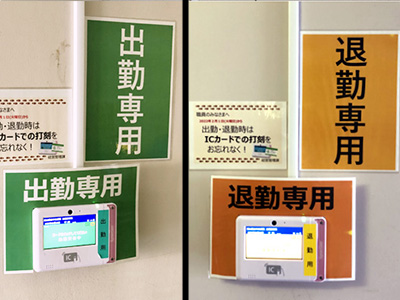 出勤専用
職員のみなさまへ
出勤・退勤時は
ICカードでの打刻を
お忘れなく！
出勤専用
出勤用
IC
退勤専用
職員のみなさまへ
出勤・退勤時は
ICカードでの打刻を
お忘れなく！
退勤専用
退勤用
IC